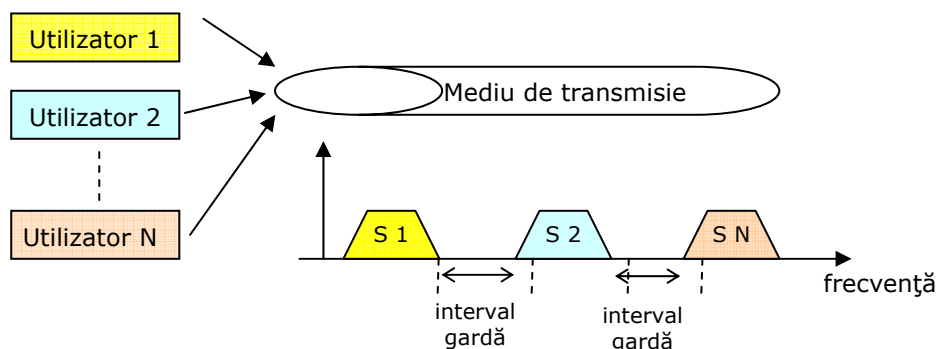 Utilizator 1
Mediu de transmisie
Utilizator 2
Utilizator N
S 1
S 2
S N
frecvenţă
interval
gardă
interval
gardă